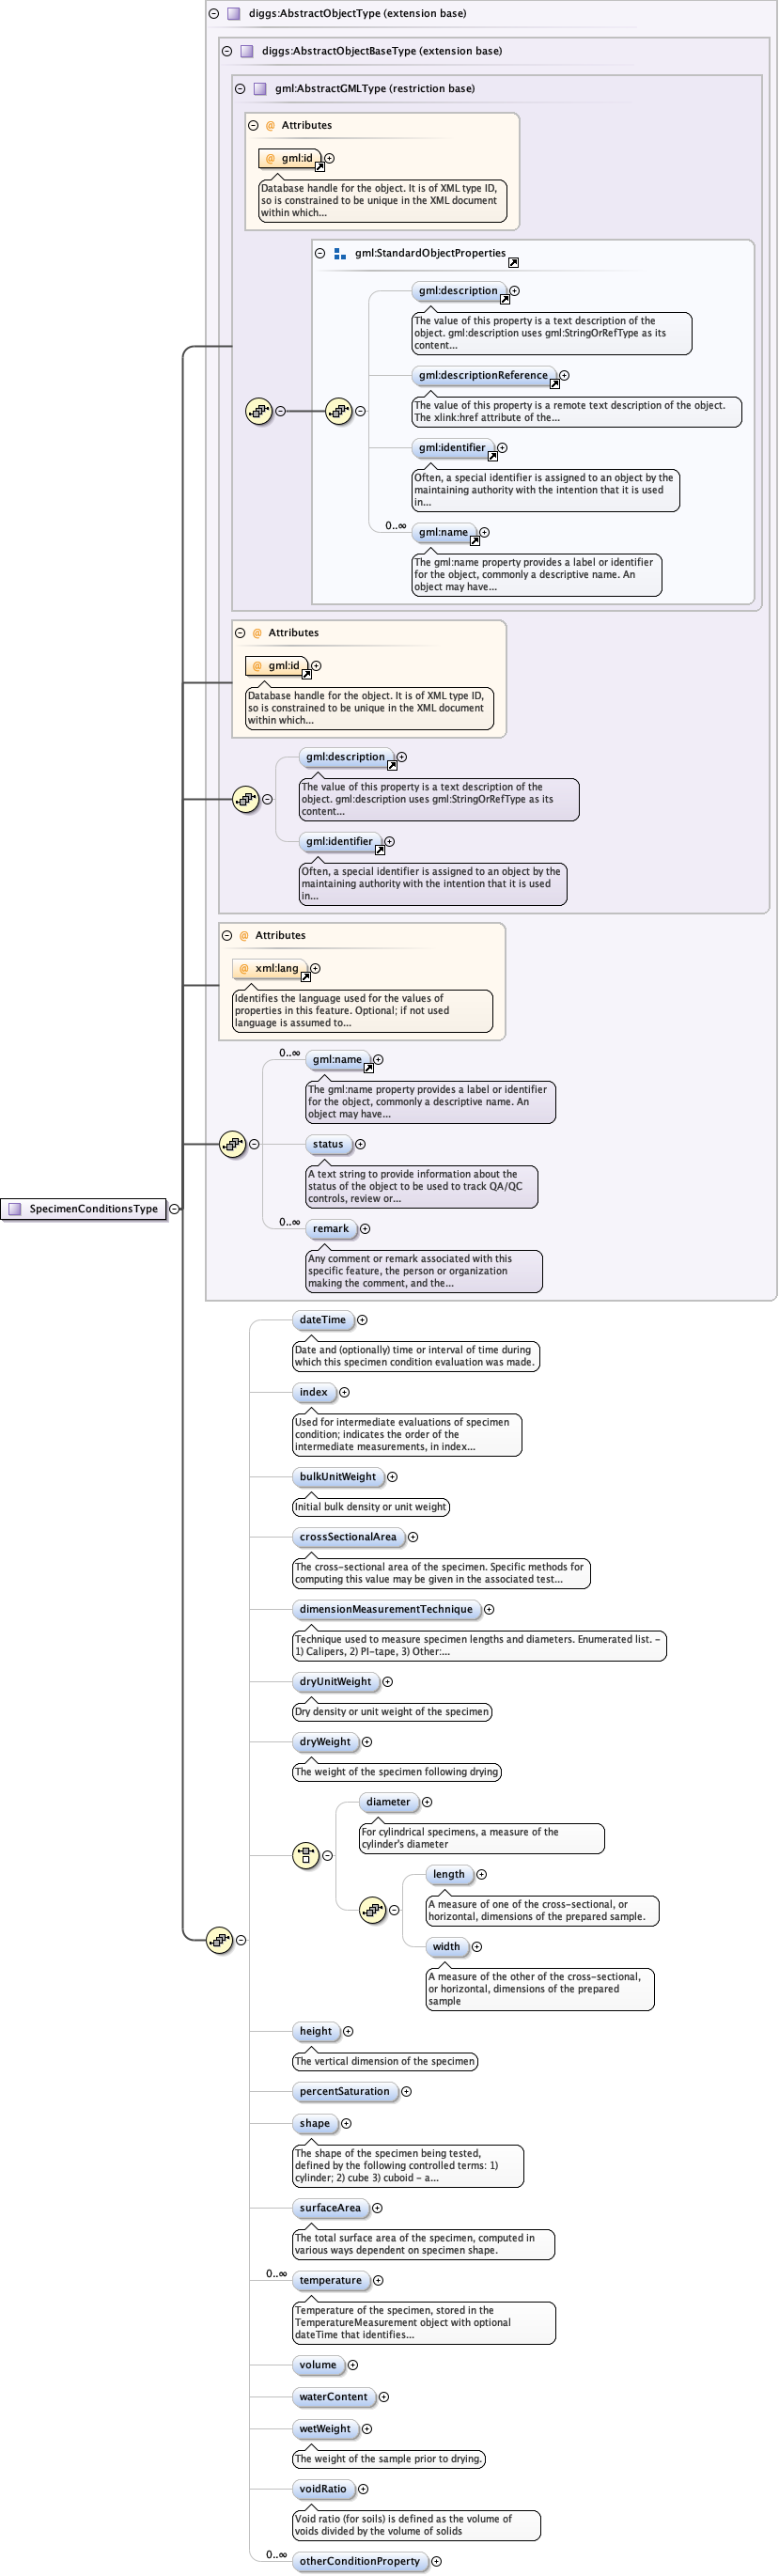 diggs:AbstractObjectType (extension base)
diggs:AbstractObjectBaseType (extension base)
gml:AbstractGMLType (restriction base)
@ Attributes
@ gml:id
Database handle for the object. It is of XML type ID,
so is constrained to be unique in the XML document
within which...
gml:StandardObjectProperties
gml:description
The value of this property is a text description of the
object. gml:description uses gml:StringOrRefType as its
content...
gml:descriptionReference
The value of this property is a remote text description of the object.
The xlink:href attribute of the...
gml:identifier
Often, a special identifier is assigned to an object by the
maintaining authority with the intention that it is used
in...
0..∞
gml:name
The gml:name property provides a label or identifier
for the object, commonly a descriptive name. An
object may have...
@ Attributes
@ gml:id
Database handle for the object. It is of XML type ID,
so is constrained to be unique in the XML document
within which...
gml:description
The value of this property is a text description of the
object. gml:description uses gml:StringOrRefType as its
content...
gml:identifier
Often, a special identifier is assigned to an object by the
maintaining authority with the intention that it is used
in...
@ Attributes
@ xml:lang
Identifies the language used for the values of
properties in this feature. Optional; if not used
language is assumed to...
0..∞
gml:name
The gml:name property provides a label or identifier
for the object, commonly a descriptive name. An
object may have...
status
A text string to provide information about the
status of the object to be used to track QA/QC
controls, review or...
SpecimenConditionsType
0..∞
remark
Any comment or remark associated with this
specific feature, the person or organization
making the comment, and the...
dateTime
Date and (optionally) time or interval of time during
which this specimen condition evaluation was made.
index
Used for intermediate evaluations of specimen
condition; indicates the order of the
intermediate measurements, in index...
bulkUnitWeight
Initial bulk density or unit weight
crossSectionalArea
The cross-sectional area of the specimen. Specific methods for
computing this value may be given in the associated test...
dimensionMeasurementTechnique
Technique used to measure specimen lengths and diameters. Enumerated list. -
1) Calipers, 2) PI-tape, 3) Other:...
dryUnitWeight
Dry density or unit weight of the specimen
dryWeight
The weight of the specimen following drying
diameter
For cylindrical specimens, a measure of the
cylinder's diameter
length
A measure of one of the cross-sectional, or
horizontal, dimensions of the prepared sample.
width
A measure of the other of the cross-sectional,
or horizontal, dimensions of the prepared
sample
height
The vertical dimension of the specimen
percentSaturation
shape
The shape of the specimen being tested,
defined by the following controlled terms: 1)
cylinder; 2) cube 3) cuboid - a...
surfaceArea
The total surface area of the specimen, computed in
various ways dependent on specimen shape.
0..∞
temperature
Temperature of the specimen, stored in the
TemperatureMeasurement object with optional
dateTime that identifies...
volume
waterContent
wetWeight
The weight of the sample prior to drying.
voidRatio
Void ratio (for soils) is defined as the volume of
voids divided by the volume of solids
0..∞
otherConditionProperty